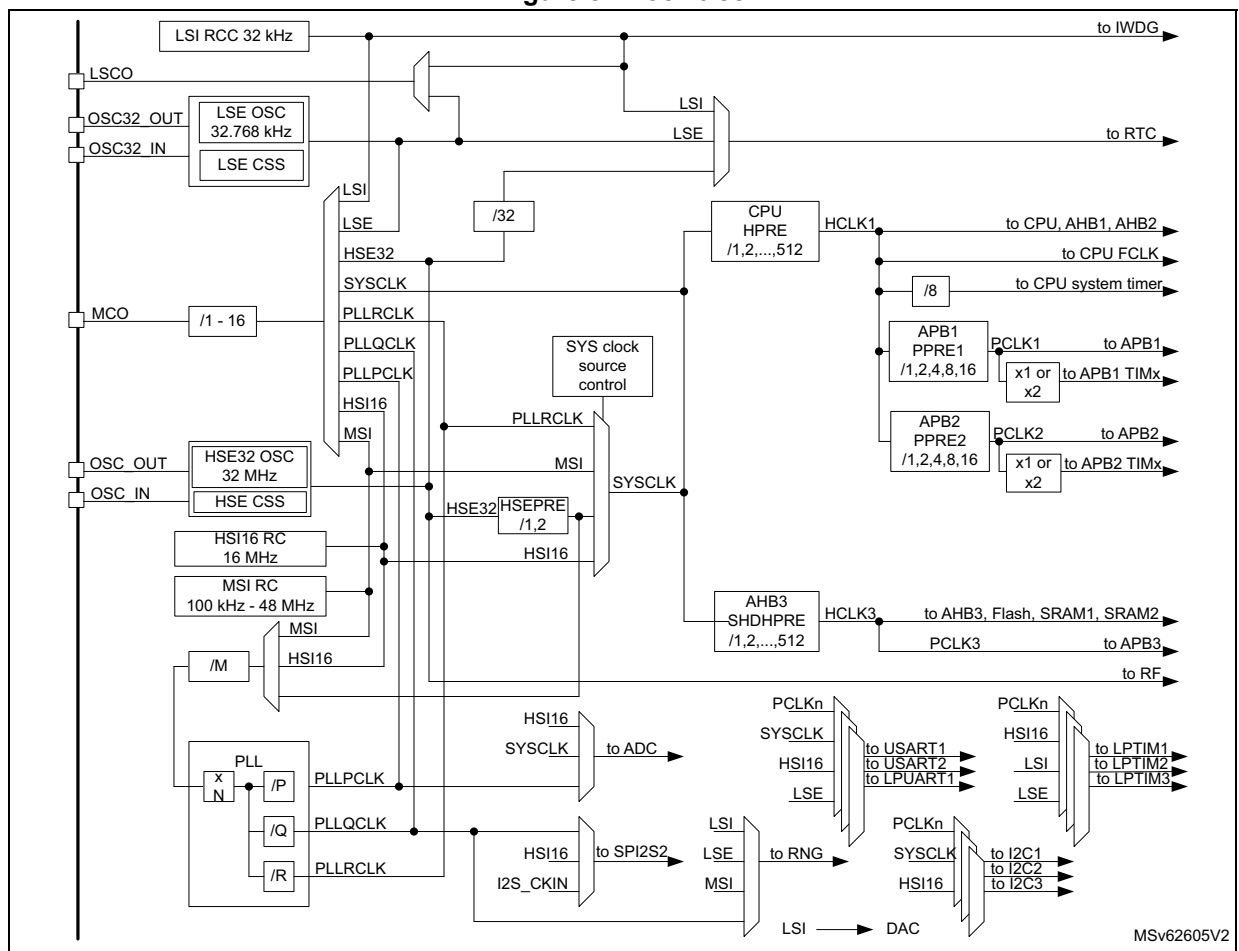 LSI RCC 32 kHz
to IWDG
LSCO
OSC32_OUT
LSE OSC
32.768 kHz
LSI
LSE
to RTC
OSC32_IN
LSE CSS
LSI
/32
CPU
HPRE
/1,2,...,512
HCLK1
to CPU, AHB1, AHB2
LSE
HSE32
to CPU FCLK
SYSCLK
/8
to CPU system timer
MCO
/1 - 16
PLLRCLK
PLLQCLK
PLLPCLK
HSI16
MSI
SYS clock
source
control
APB1
PPRE1
/1,2,4,8,16
PCLK1
to APB1
x1 or
x2
to APB1 TIMx
PLLRCLK
APB2
PPRE2
/1,2,4,8,16
PCLK2
to APB2
x1 or
x2
to APB2 TIMx
OSC_OUT
HSE32 OSC
32 MHz
MSI
SYSCLK
OSC_IN
HSE CSS
HSE32
HSEPRE
/1,2
HSI16 RC
16 MHz
HSI16
MSI RC
100 kHz - 48 MHz
AHB3
SHDHPRE
/1,2,...,512
HCLK3
to AHB3, Flash, SRAM1, SRAM2
MSI
/M
HSI16
PCLK3
to APB3
to RF
HSI16
SYSCLK
to ADC
PCLKn
SYSCLK
HSI16
LSE
to USART1
to USART2
to LPUART1
PCLKn
HSI16
LSI
LSE
to LPTIM1
to LPTIM2
to LPTIM3
PLL
x
N
/P
PLLPCLK
/Q
PLLQCLK
/R
PLLRCLK
HSI16
I2S_CKIN
to SPI2S2
LSI
LSE
MSI
to RNG
PCLKn
SYSCLK
HSI16
to I2C1
to I2C2
to I2C3
LSI
DAC
MSv62605V2